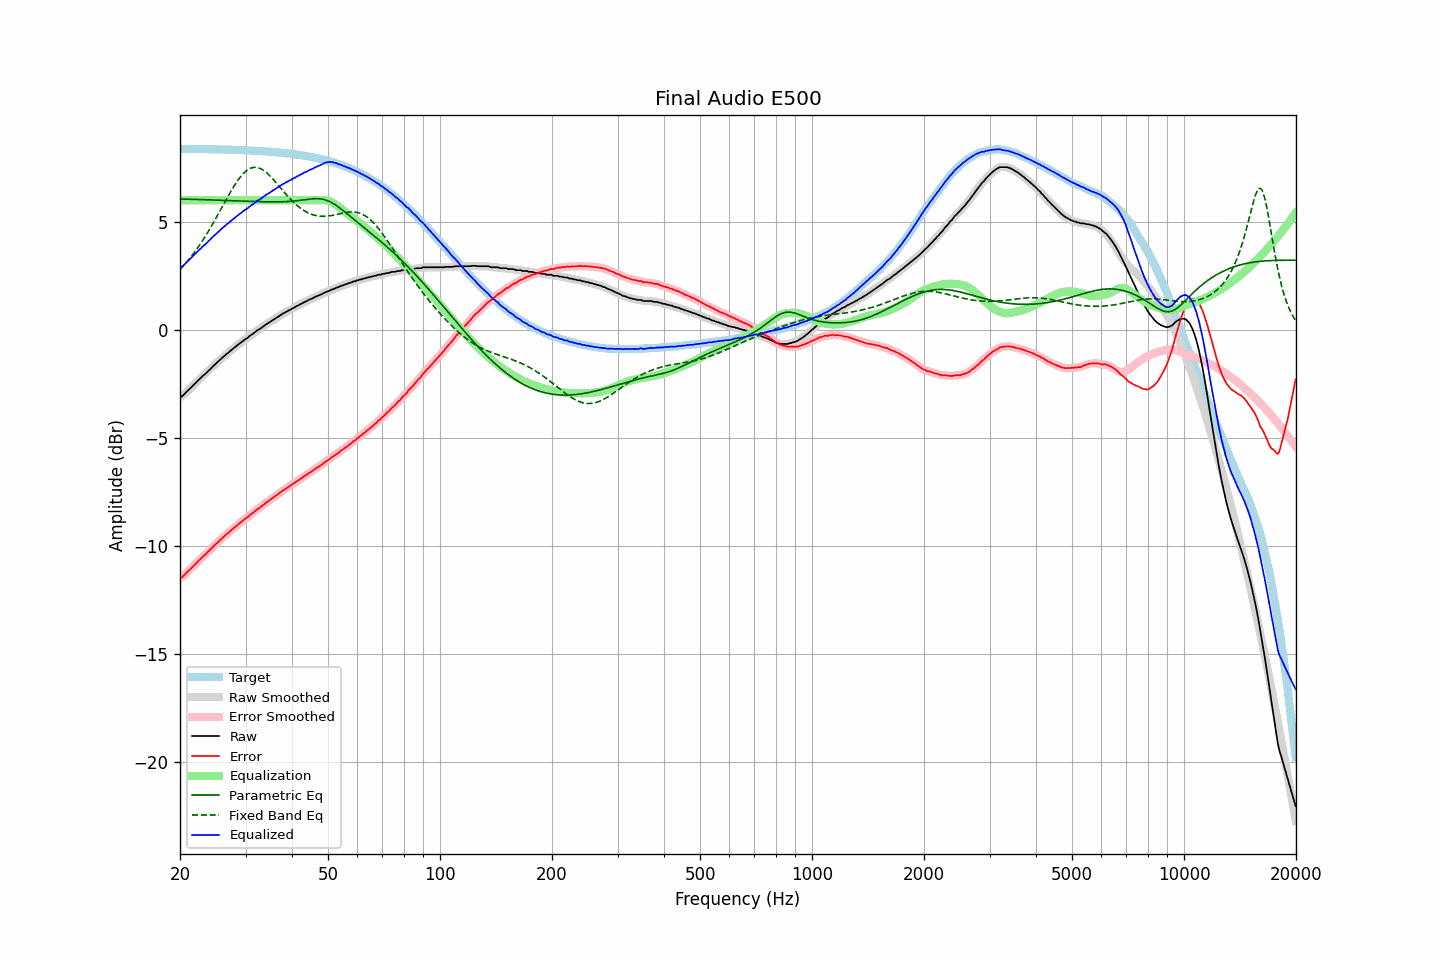 Final Audio E500
Amplitude (dBr)
5
0
−5
−10
−15
−20
Target
Raw Smoothed
Error Smoothed
Raw
Error
Equalization
Parametric Eq
Fixed Band Eq
Equalized
20 50 100 200 500 1000 2000 5000 10000 20000
Frequency (Hz)